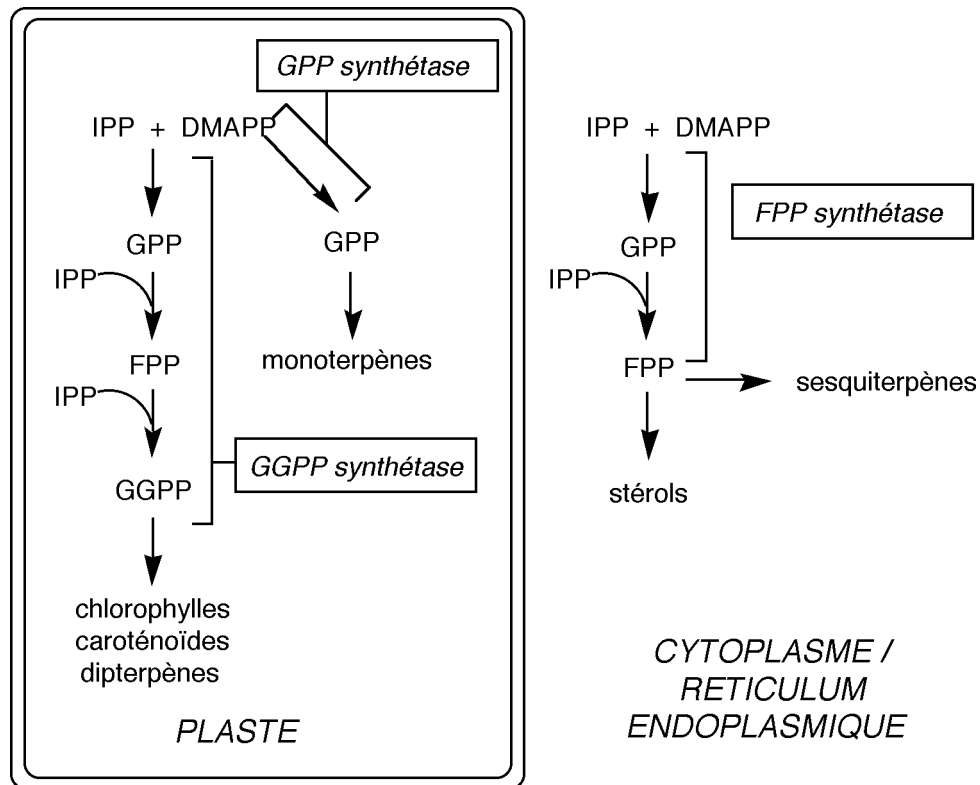 GPP synthétase
IPP + DMAPP
GPP
IPP
FPP
IPP
GGPP
GPP
monoterpènes
GGPP synthétase
chlorophylles
caroténoïdes
dipterpènes
PLASTE
IPP + DMAPP
FPP synthétase
GPP
IPP
FPP
sesquiterpènes
stérols
CYTOPLASME /
RETICULUM
ENDOPLASMIQUE